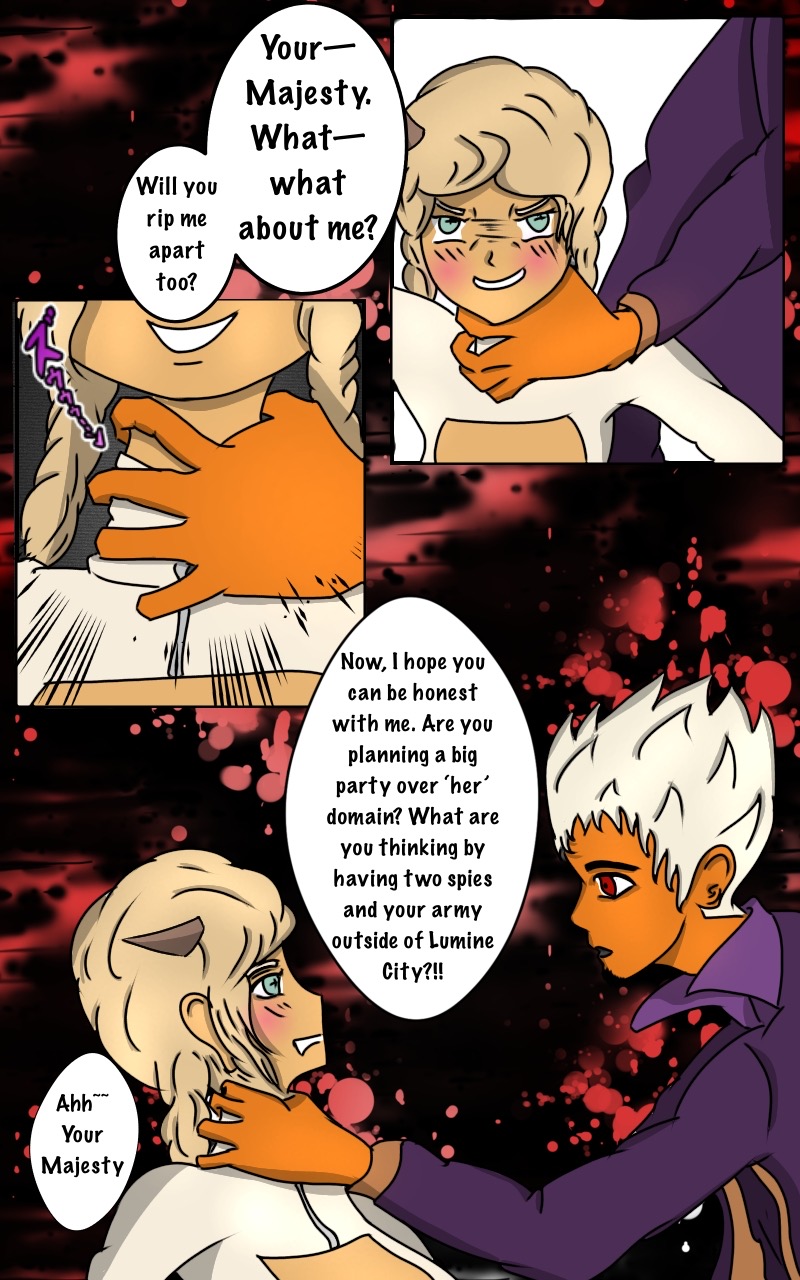 Your—
Majesty.
What—
what
about me?
Will you
rip me
apart
too?
Now, I hope you
can be honest
with me. Are you
planning a big
party over ‘her’
domain? What are
you thinking by
having two spies
and your army
outside of Lumine
City?!!
Ahh~~
Your
Majesty